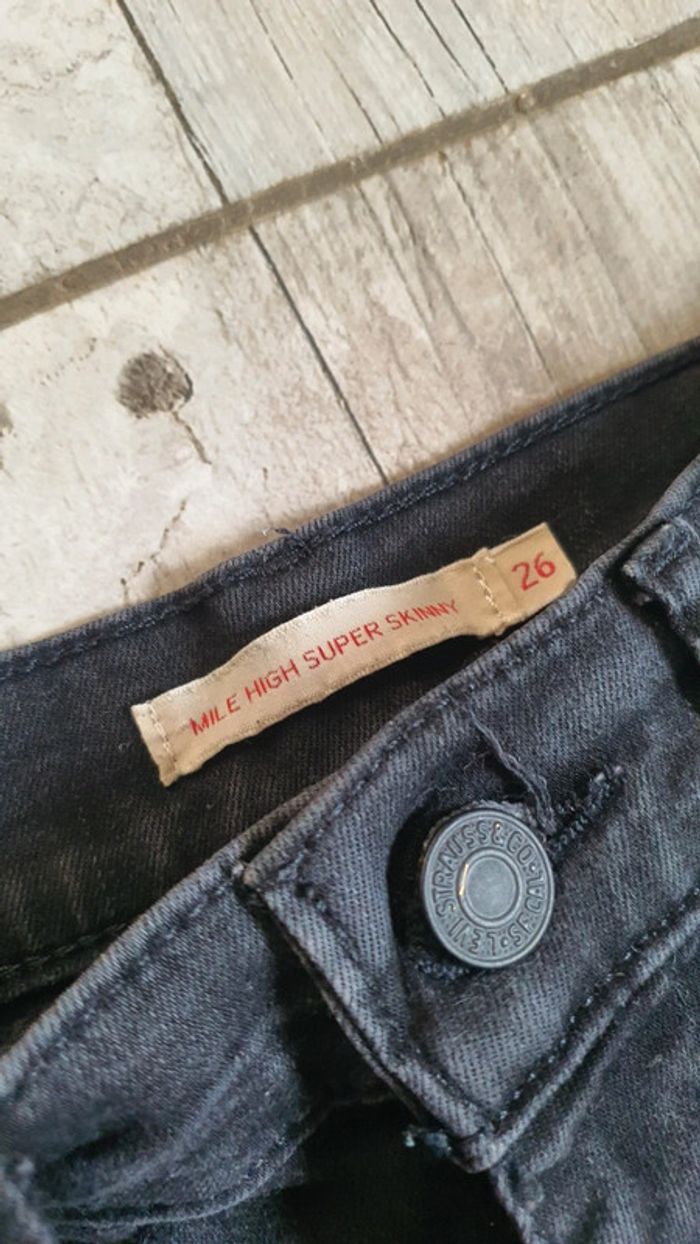 MILE HIGH SUPER SKINNY 26
LEVI STRAUSS & CO. S.F. CAL